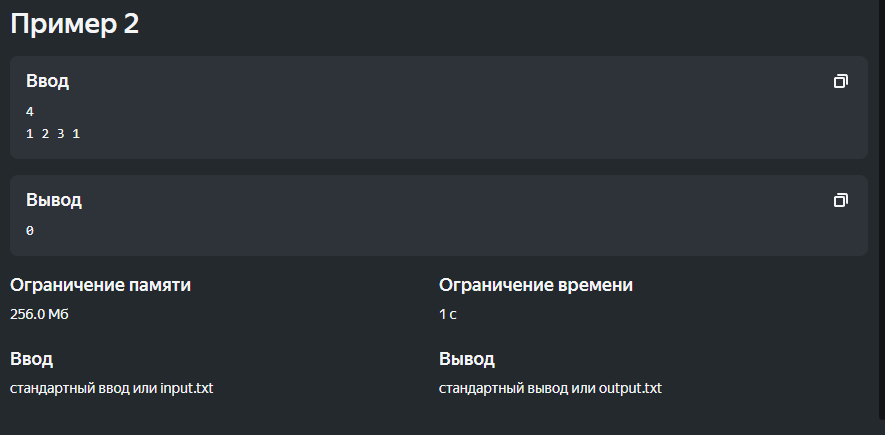 Пример 2
Ввод
4
1 2 3 1
Вывод
0
Ограничение памяти
256.0 Мб
Ограничение времени
1 с
Ввод
стандартный ввод или input.txt
Вывод
стандартный вывод или output.txt